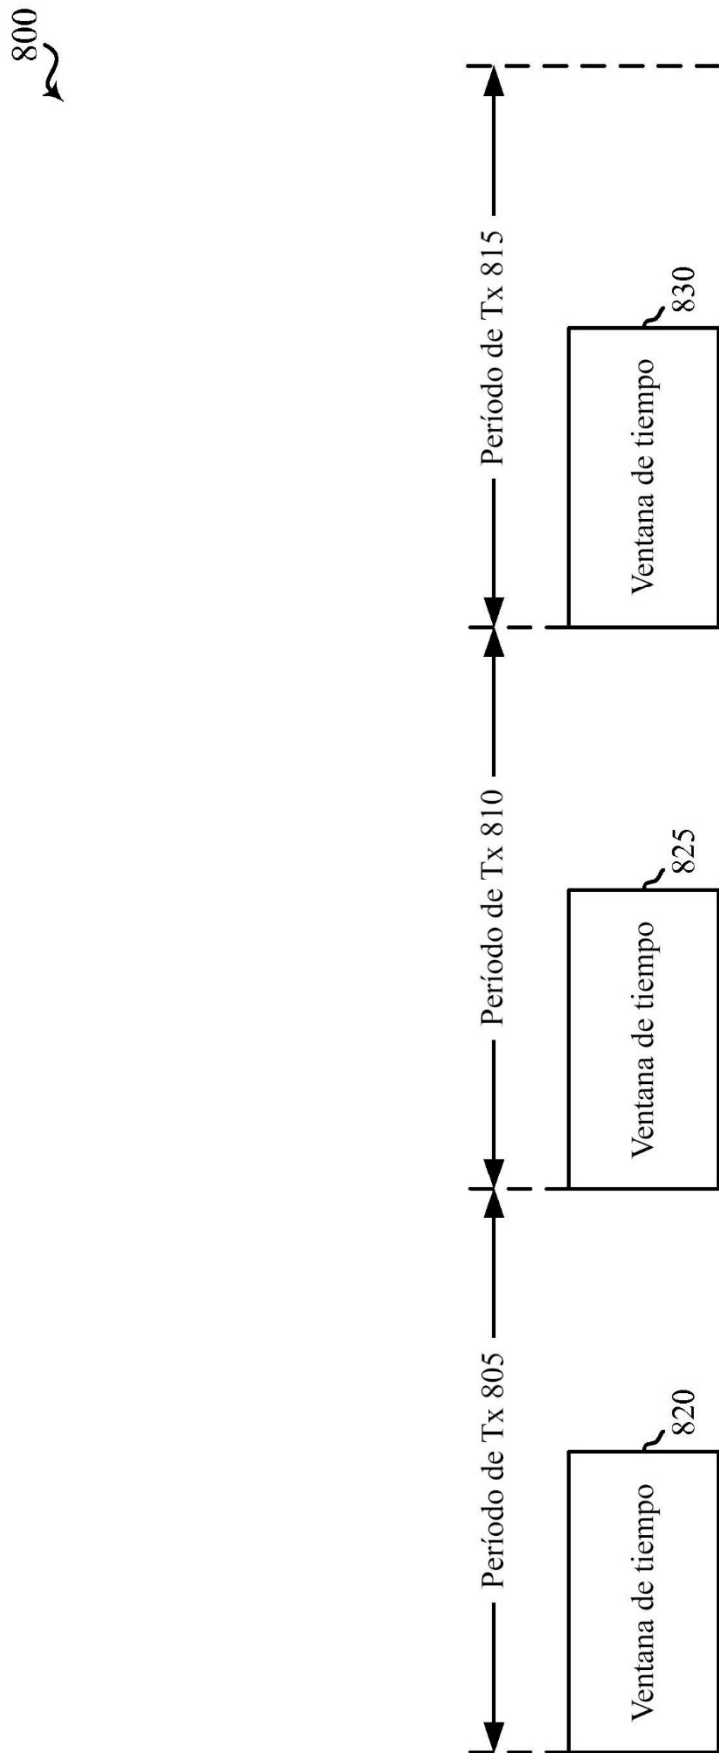 800
Período de Tx 805
Período de Tx 810
Período de Tx 815
Ventana de tiempo
820
Ventana de tiempo
825
Ventana de tiempo
830